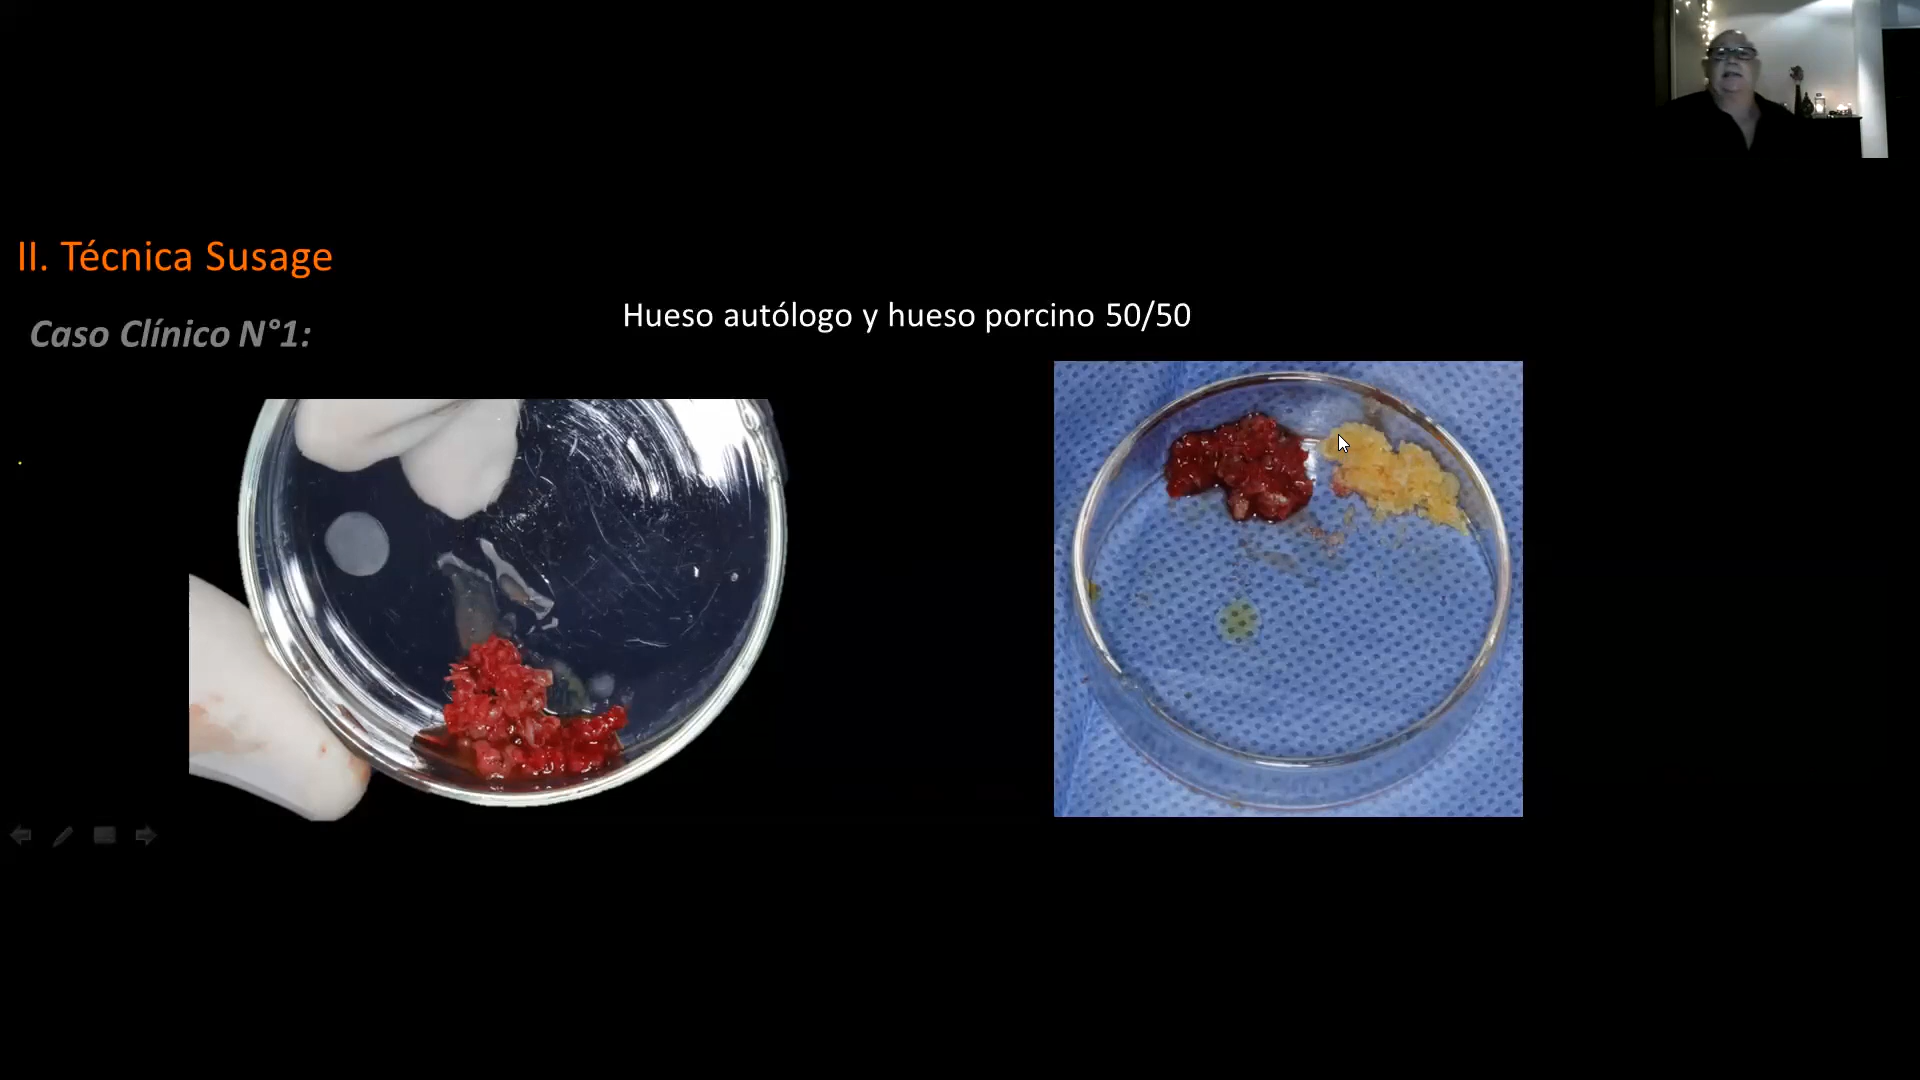 II. Técnica Susage
Caso Clínico N°1:
Hueso autólogo y hueso porcino 50/50